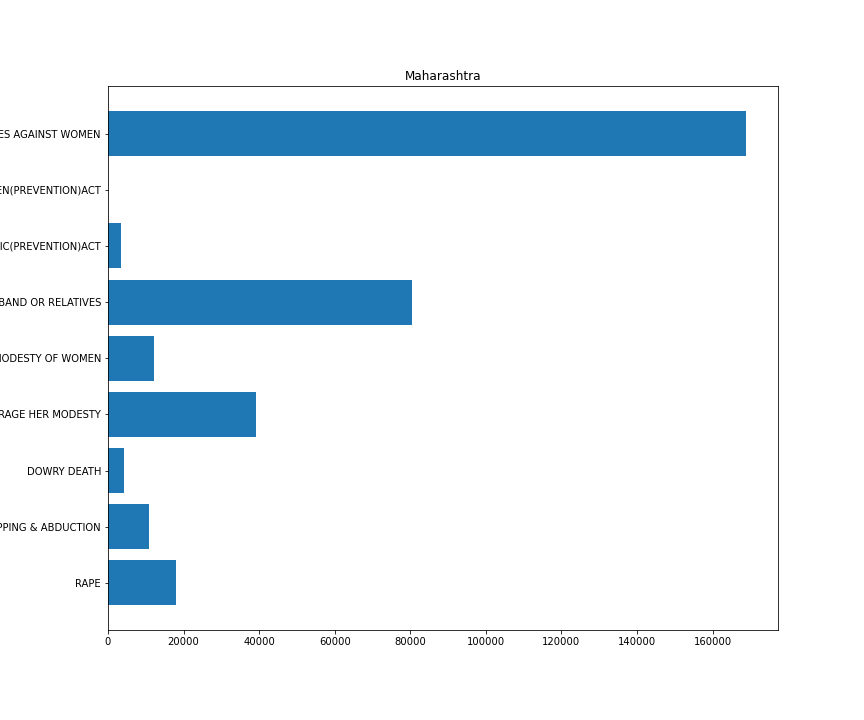 Maharashtra
ES AGAINST WOMEN
EN(PREVENTION)ACT
IC(PREVENTION)ACT
BAND OR RELATIVES
MODESTY OF WOMEN
RAGE HER MODESTY
DOWRY DEATH
PPING & ABDUCTION
RAPE
0 20000 40000 60000 80000 100000 120000 140000 160000